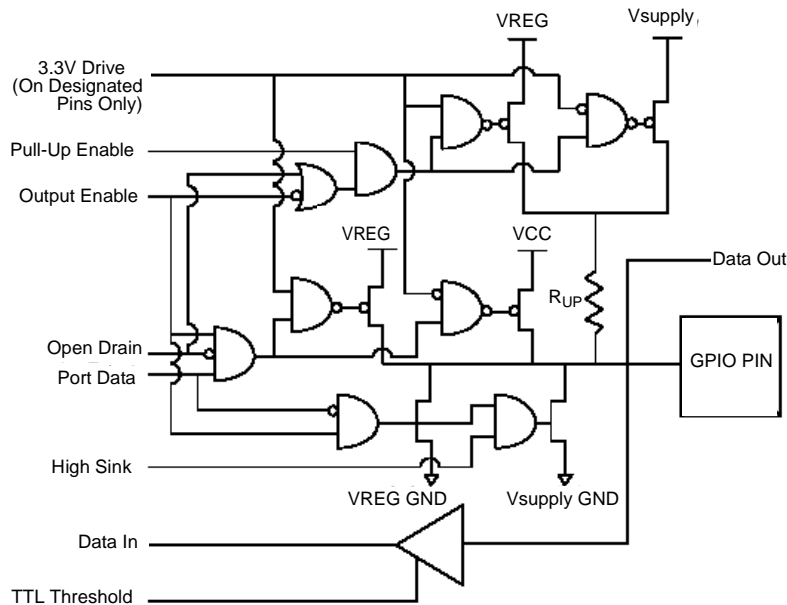 VREG
Vsupply
3.3V Drive
(On Designated
Pins Only)
Pull-Up Enable
Output Enable
VREG
VCC
Data Out
RUP
Open Drain
GPIO PIN
Port Data
High Sink
VREG GND
Vsupply GND
Data In
TTL Threshold